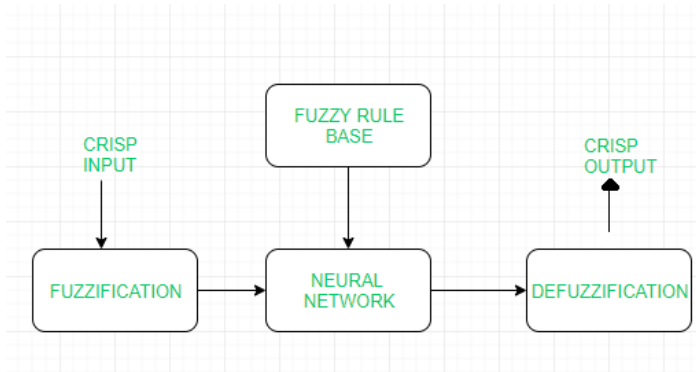 FUZZY RULE
BASE
CRISP
INPUT
CRISP
OUTPUT
FUZZIFICATION
NEURAL
NETWORK
DEFUZZIFICATION